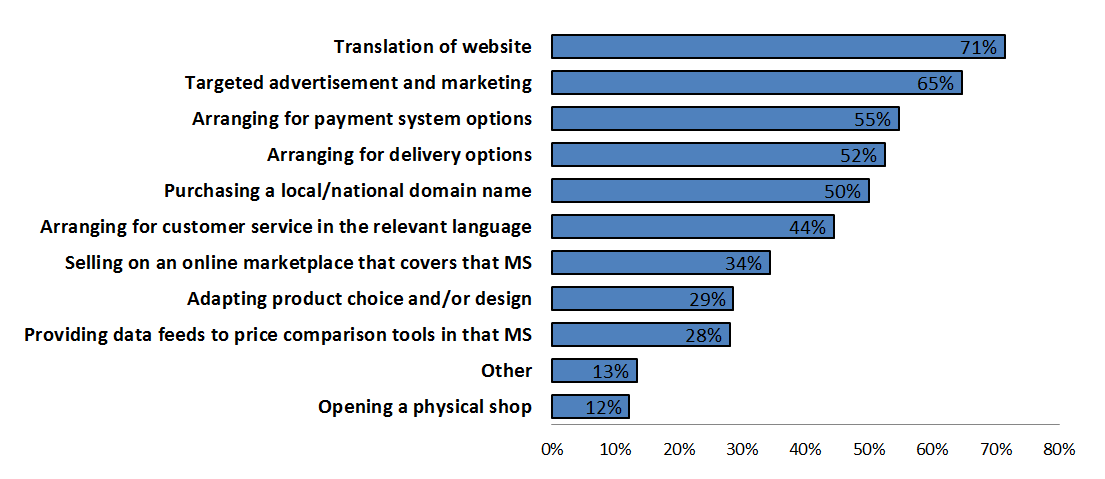 Translation of website 71%
Targeted advertisement and marketing 65%
Arranging for payment system options 55%
Arranging for delivery options 52%
Purchasing a local/national domain name 50%
Arranging for customer service in the relevant language 44%
Selling on an online marketplace that covers that MS 34%
Adapting product choice and/or design 29%
Providing data feeds to price comparison tools in that MS 28%
Other 13%
Opening a physical shop 12%
0% 10% 20% 30% 40% 50% 60% 70% 80%